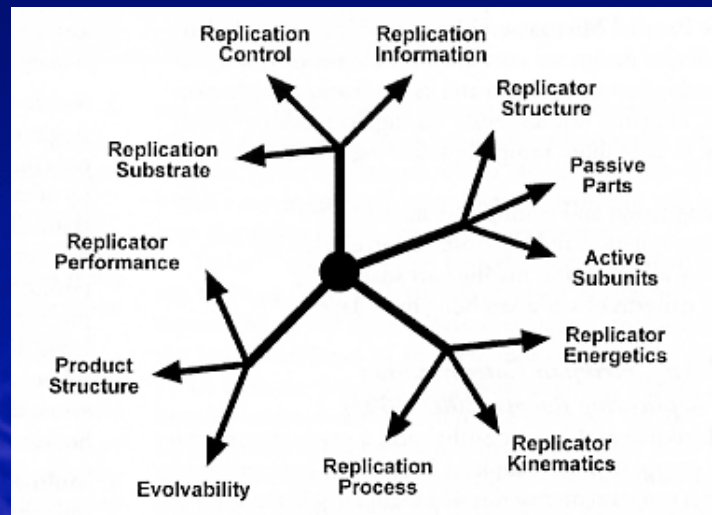 Replication
Control
Replication
Information
Replicator
Structure
Replication
Substrate
Passive
Parts
Replicator
Performance
Active
Subunits
Replicator
Energetics
Product
Structure
Replicator
Kinematics
Replication
Process
Evolvability